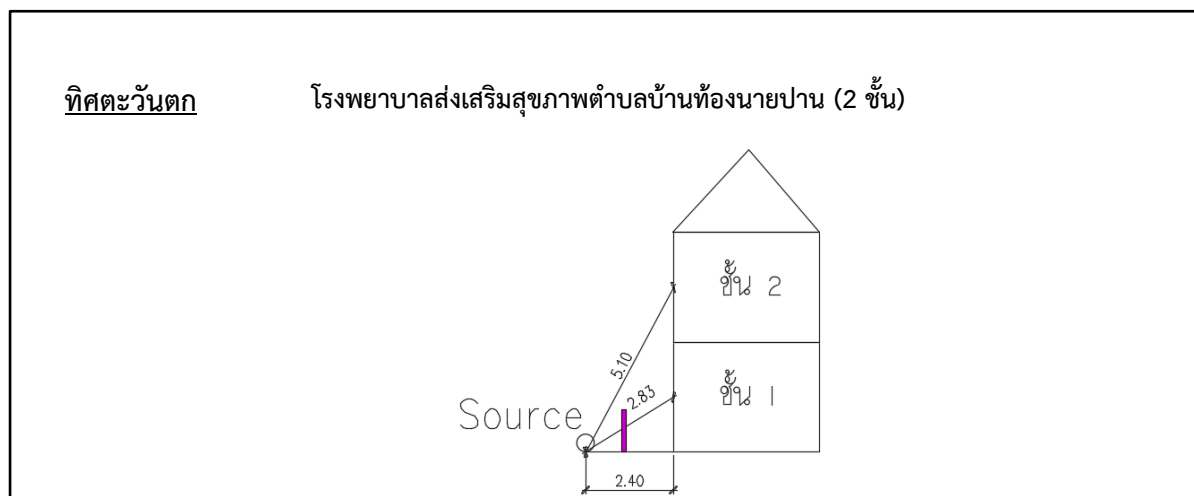 ทิศตะวันตก โรงพยาบาลส่งเสริมสุขภาพตำบลบ้านท้องนายปาน (2 ชั้น)
ชั้น 2
5.10
2.83
ชั้น 1
Source
2.40